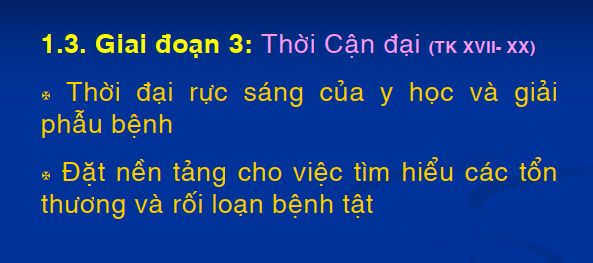 1.3. Giai đoạn 3: Thời Cận đại (TK XVII- XX)
✠ Thời đại rực sáng của y học và giải
phẫu bệnh
✠ Đặt nền tảng cho việc tìm hiểu các tổn
thương và rối loạn bệnh tật